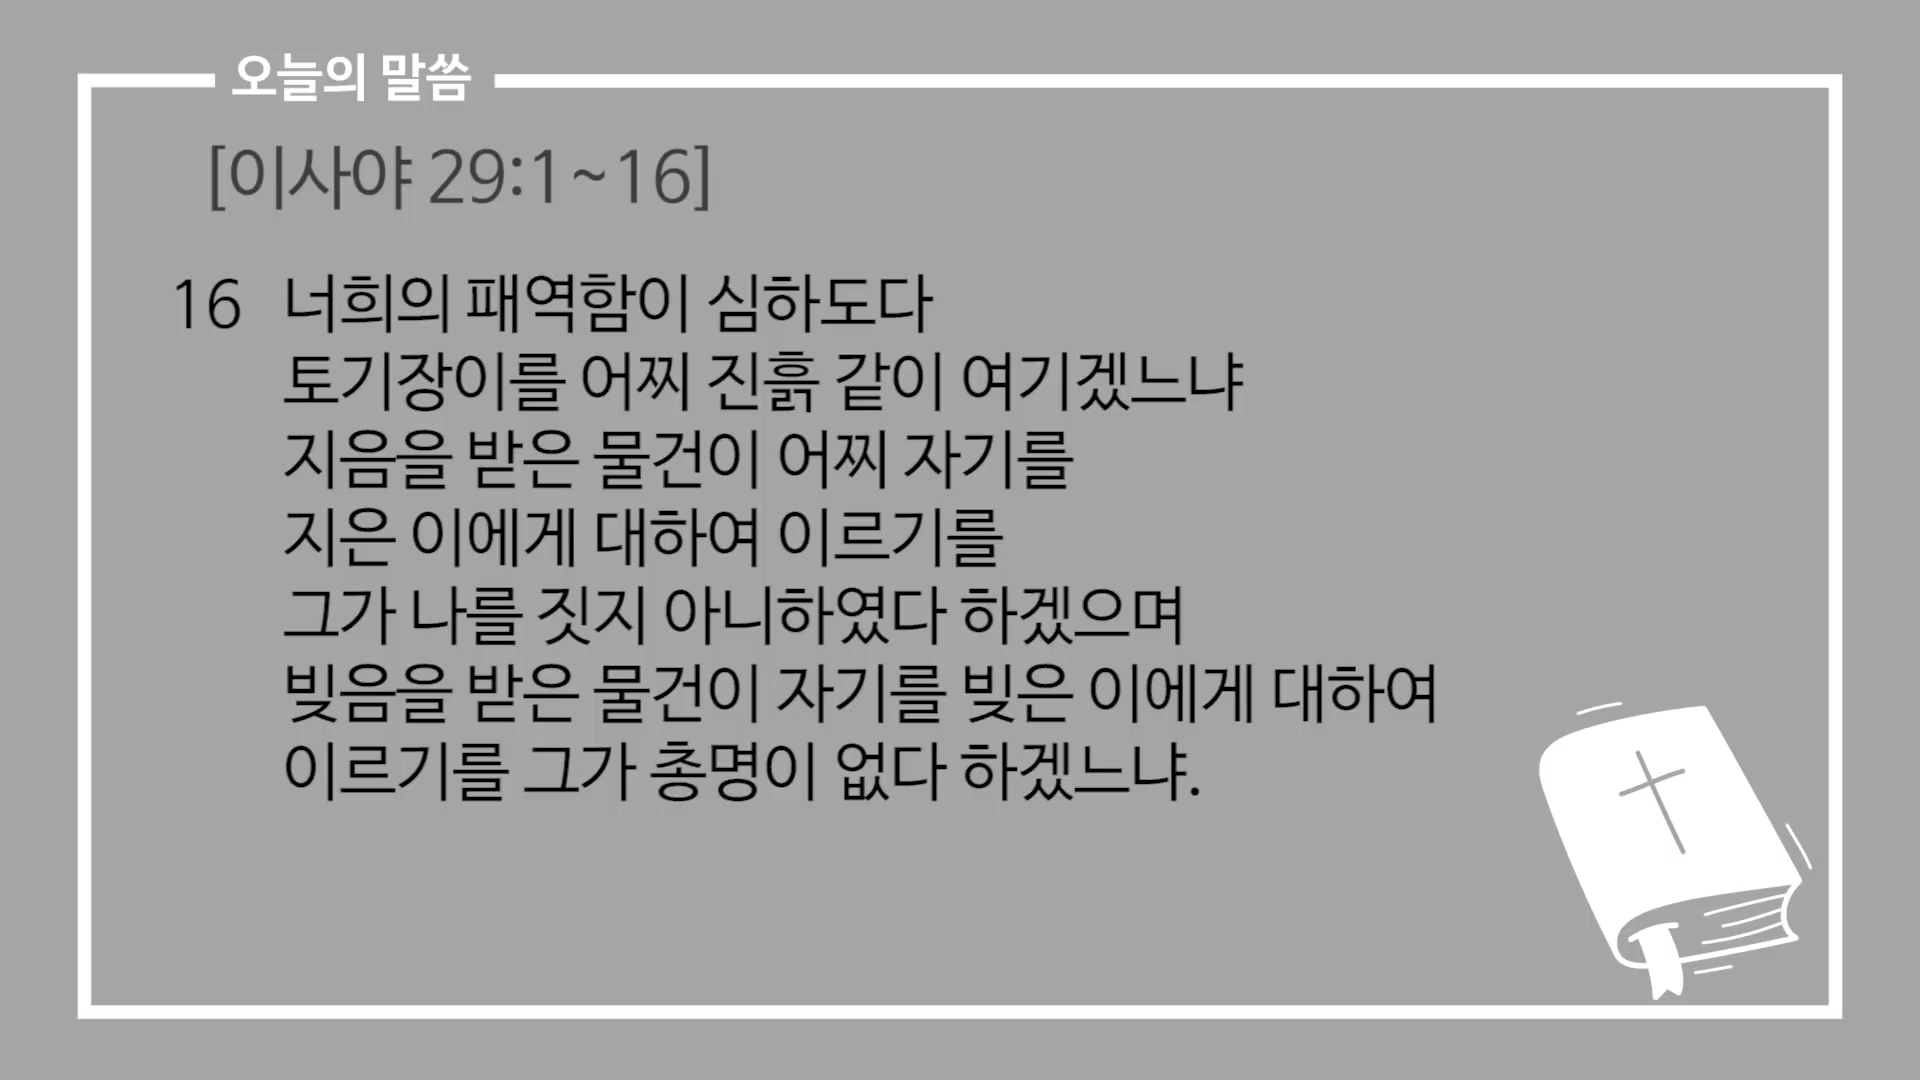 오늘의 말씀
[이사야 29:1~16]
16 너희의 패역함이 심하도다
토기장이를 어찌 진흙 같이 여기겠느냐
지음을 받은 물건이 어찌 자기를
지은 이에게 대하여 이르기를
그가 나를 짓지 아니하였다 하겠으며
빚음을 받은 물건이 자기를 빚은 이에게 대하여
이르기를 그가 총명이 없다 하겠느냐.